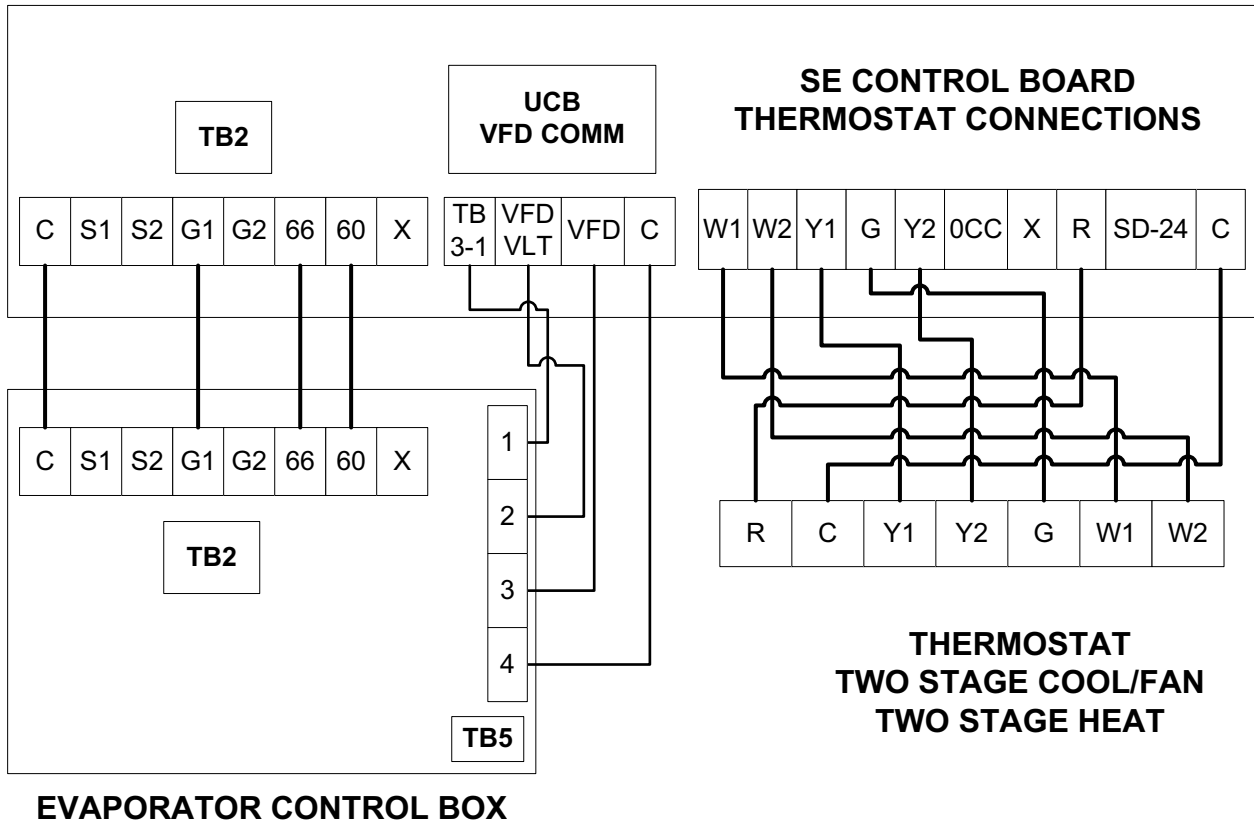 SE CONTROL BOARD
THERMOSTAT CONNECTIONS
UCB
VFD COMM
TB2
C S1 S2 G1 G2 66 60 X
TB
3-1
VFD
VLT
VFD
C
W1 W2 Y1 G Y2 0CC X R SD-24 C
C S1 S2 G1 G2 66 60 X
TB2
1
2
3
4
TB5
R C Y1 Y2 G W1 W2
THERMOSTAT
TWO STAGE COOL/FAN
TWO STAGE HEAT
EVAPORATOR CONTROL BOX